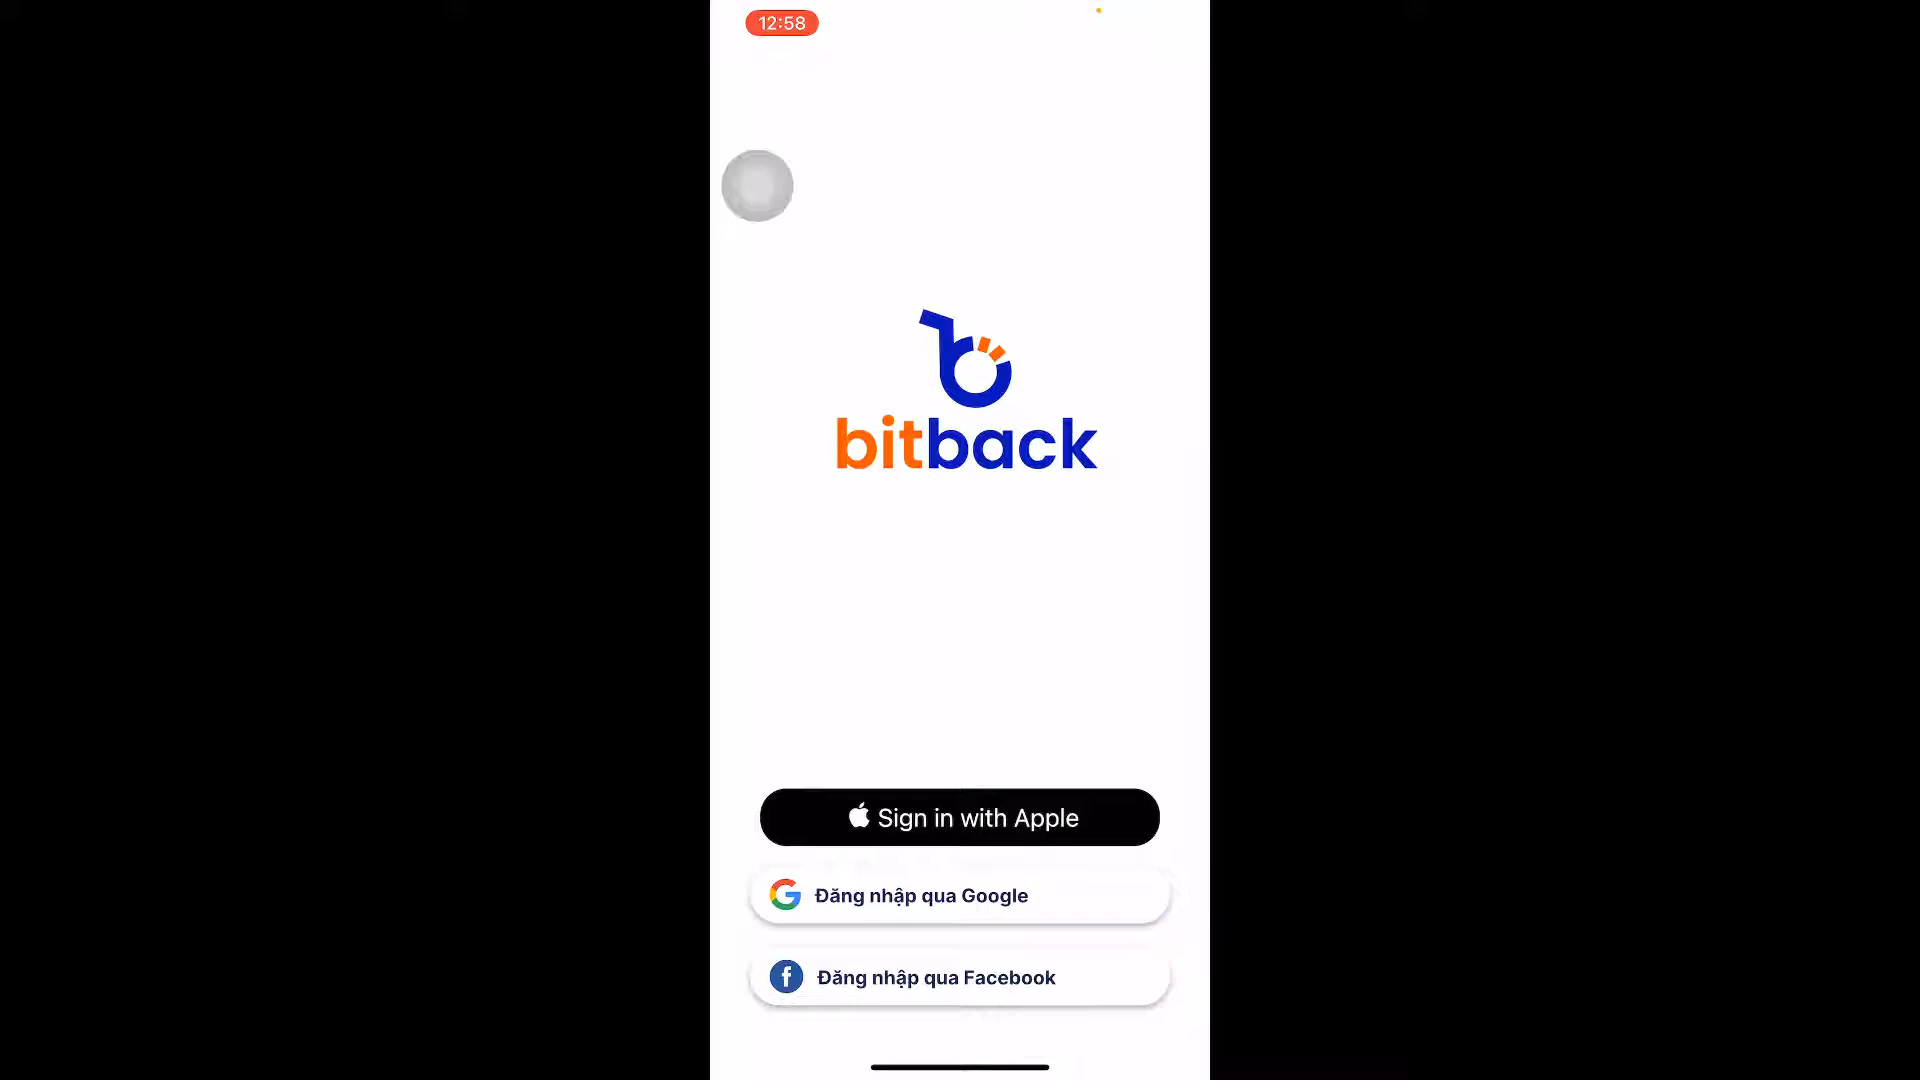 12:58
bitback
Sign in with Apple
Đăng nhập qua Google
Đăng nhập qua Facebook